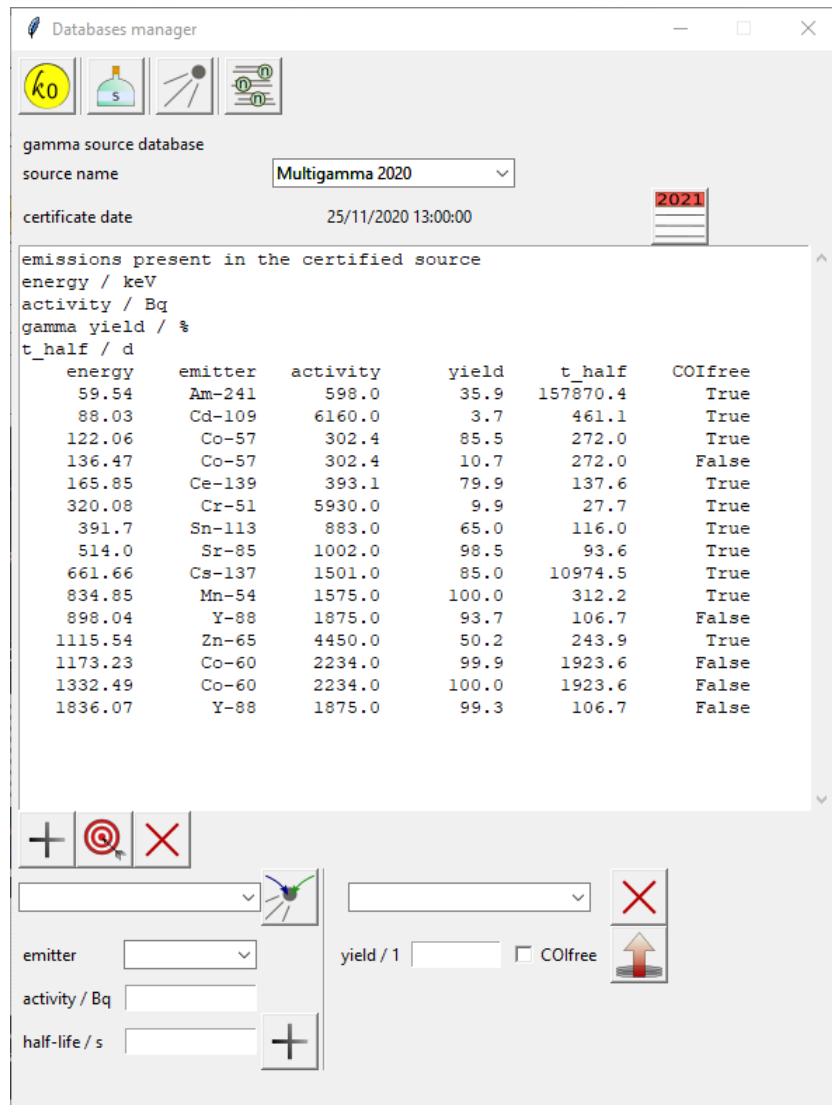 Databases manager
k0 s n n n
gamma source database
source name Multigamma 2020
2021
certificate date 25/11/2020 13:00:00
emissions present in the certified source
energy / keV
activity / Bq
gamma yield / %
t_half / d
energy emitter activity yield t_half COIfree
59.54 Am-241 598.0 35.9 157870.4 True
88.03 Cd-109 6160.0 3.7 461.1 True
122.06 Co-57 302.4 85.5 272.0 True
136.47 Co-57 302.4 10.7 272.0 False
165.85 Ce-139 393.1 79.9 137.6 True
320.08 Cr-51 5930.0 9.9 27.7 True
391.7 Sn-113 883.0 65.0 116.0 True
514.0 Sr-85 1002.0 98.5 93.6 True
661.66 Cs-137 1501.0 85.0 10974.5 True
834.85 Mn-54 1575.0 100.0 312.2 True
898.04 Y-88 1875.0 93.7 106.7 False
1115.54 Zn-65 4450.0 50.2 243.9 True
1173.23 Co-60 2234.0 99.9 1923.6 False
1332.49 Co-60 2234.0 100.0 1923.6 False
1836.07 Y-88 1875.0 99.3 106.7 False
emitter yield / 1 COIfree
activity / Bq
half-life / s